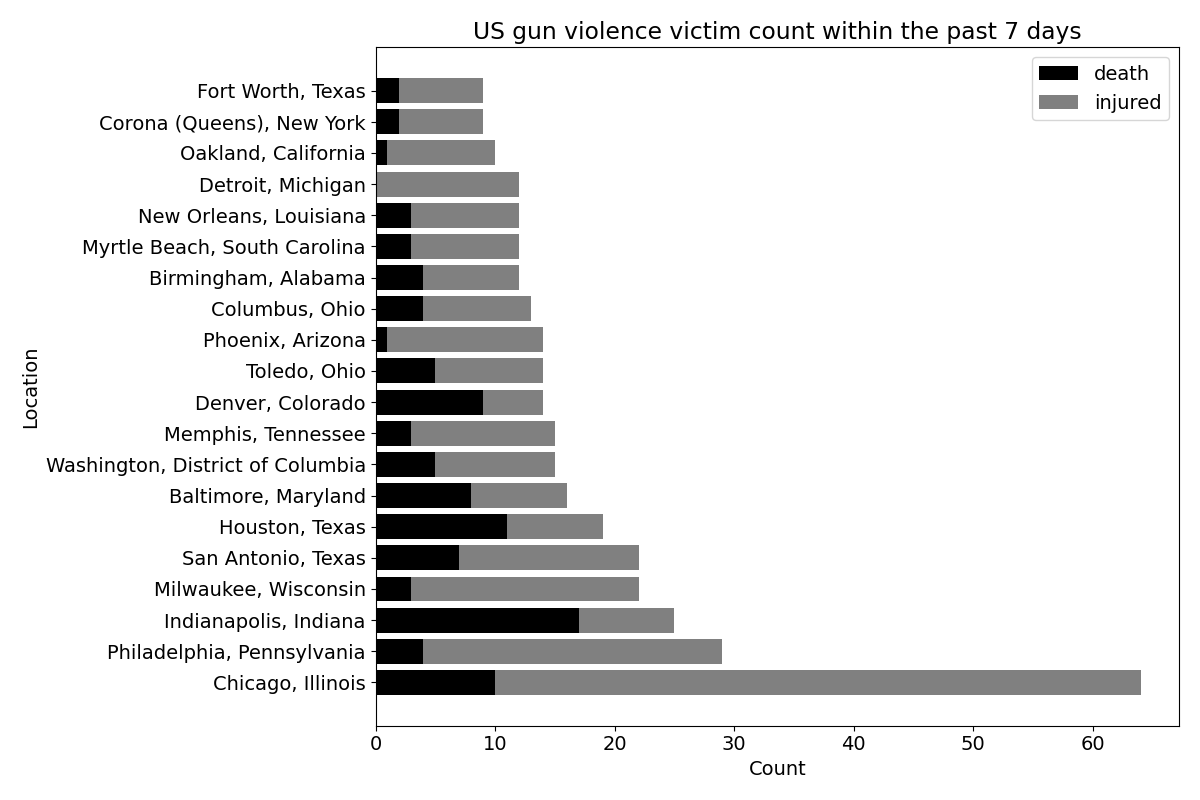 US gun violence victim count within the past 7 days
death
injured
Fort Worth, Texas
Corona (Queens), New York
Oakland, California
Detroit, Michigan
New Orleans, Louisiana
Myrtle Beach, South Carolina
Birmingham, Alabama
Columbus, Ohio
Phoenix, Arizona
Toledo, Ohio
Denver, Colorado
Memphis, Tennessee
Washington, District of Columbia
Baltimore, Maryland
Houston, Texas
San Antonio, Texas
Milwaukee, Wisconsin
Indianapolis, Indiana
Philadelphia, Pennsylvania
Chicago, Illinois
Location
0 10 20 30 40 50 60
Count